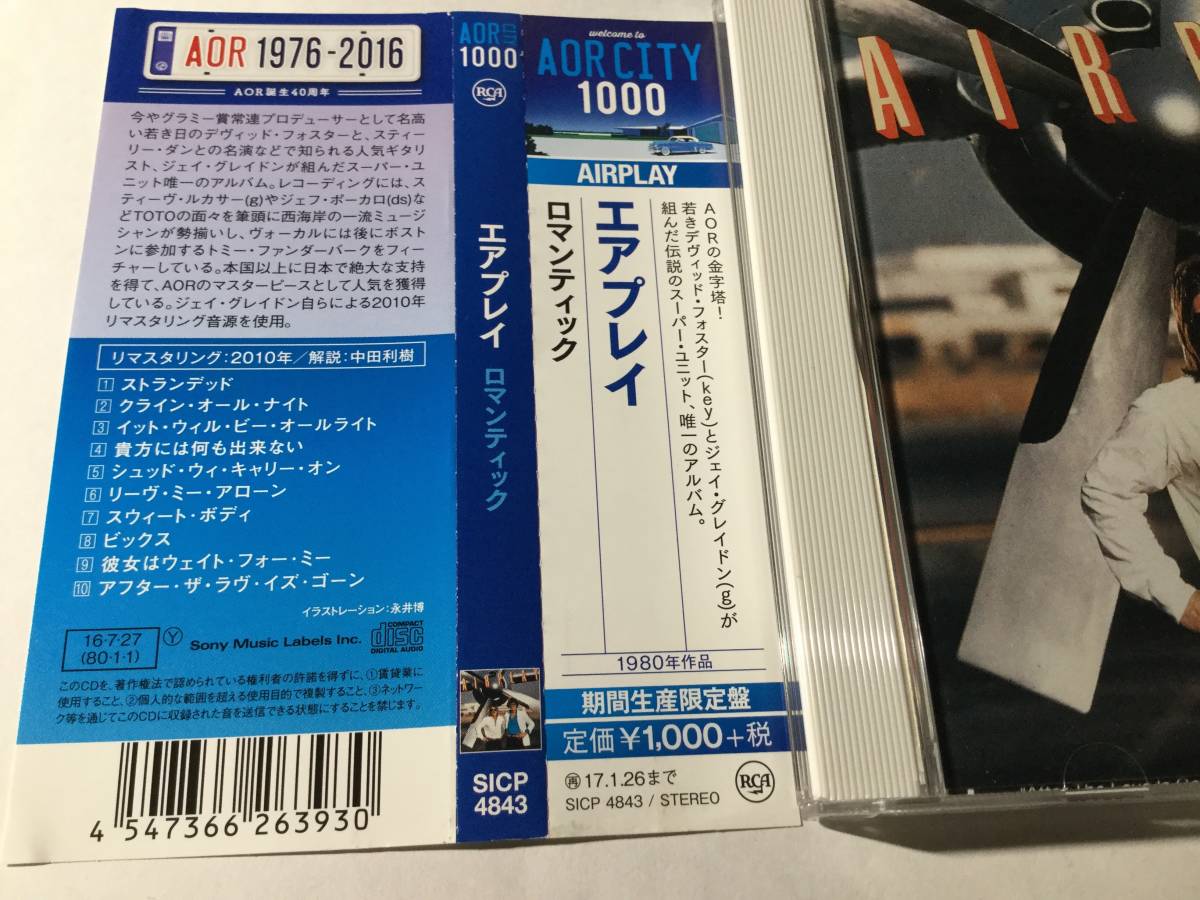 AOR 1976-2016
AOR誕生40周年
今やグラミー賞常連プロデューサーとして名高
い若き日のデヴィッド・フォスターと、スティー
リー・ダンとの名演などで知られる人気ギタリ
スト、ジェイ・グレイドンが組んだスーパー・ユ
ニット唯一のアルバム。レコーディングには、ス
ティーヴ・ルカサー(g)やジェフ・ポーカロ(ds)な
どTOTOの面々を筆頭に西海岸の一流ミュージ
シャンが勢揃いし、ヴォーカルには後にボスト
ンに参加するトミー・ファンダーバークをフィー
チャーしている。本国以上に日本で絶大な支持
を得て、AORのマスターピースとして人気を獲得
している。ジェイ・グレイドン自らによる2010年
リマスタリング音源を使用。
リマスタリング:2010年/解説:中田利樹
1 ストランデッド
2 クライン・オール・ナイト
3 イット・ウィル・ビー・オールライト
4 貴方には何も出来ない
5 シュッド・ウィ・キャリー・オン
6 リーヴ・ミー・アローン
7 スウィート・ボディ
8 ビックス
9 彼女はウェイト・フォー・ミー
10 アフター・ザ・ラヴ・イズ・ゴーン
イラストレーション:永井博
16・7・27
(80・1・1)
Ⓨ Sony Music Labels Inc.
COMPACT
disc
DIGITAL AUDIO
このCDを、著作権法で認められている権利者の許諾を得ずに、①賃貸業に
使用すること、②個人的な範囲を超える使用目的で複製すること、③ネットワー
ク等を通じてこのCDに収録された音を送信できる状態にすることを禁じます。
4 547366 263930
AOR CITY
1000
RCA
エアプレイ ロマンティック
AIRPLAY
SICP
4843
welcome to
AOR CITY
1000
AIRPLAY
AORの金字塔!
若きデヴィッド・フォスター(key)とジェイ・グレイドン(g)が
組んだ伝説のスーパー・ユニット、唯一のアルバム。
エアプレイ
ロマンティック
1980年作品
期間生産限定盤
定価¥1,000+税
再17.1.26まで
SICP 4843 / STEREO
RCA
AIR